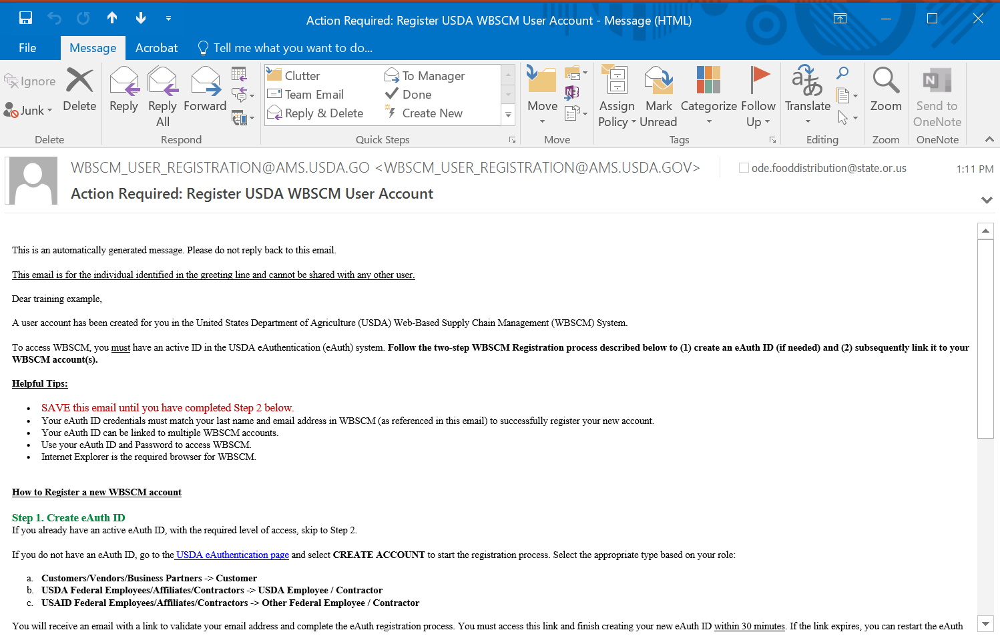 Action Required: Register USDA WBSCM User Account - Message (HTML)
File Message Acrobat Tell me what you want to do...
Ignore
Junk
Delete
Delete
Reply
Reply All
Forward
Respond
Clutter
To Manager
Team Email
Done
Reply & Delete
Create New
Quick Steps
Move
Move
Assign Policy
Mark Unread
Categorize
Follow Up
Tags
Translate
Editing
Zoom
Zoom
Send to OneNote
OneNote
WBSCM_USER_REGISTRATION@AMS.USDA.GO <WBSCM_USER_REGISTRATION@AMS.USDA.GOV>
ode.fooddistribution@state.or.us
1:11 PM
Action Required: Register USDA WBSCM User Account
This is an automatically generated message. Please do not reply back to this email.
This email is for the individual identified in the greeting line and cannot be shared with any other user.
Dear training example,
A user account has been created for you in the United States Department of Agriculture (USDA) Web-Based Supply Chain Management (WBSCM) System.
To access WBSCM, you must have an active ID in the USDA eAuthentication (eAuth) system. Follow the two-step WBSCM Registration process described below to (1) create an eAuth ID (if needed) and (2) subsequently link it to your
WBSCM account(s).
Helpful Tips:
• SAVE this email until you have completed Step 2 below.
• Your eAuth ID credentials must match your last name and email address in WBSCM (as referenced in this email) to successfully register your new account.
• Your eAuth ID can be linked to multiple WBSCM accounts.
• Use your eAuth ID and Password to access WBSCM.
• Internet Explorer is the required browser for WBSCM.
How to Register a new WBSCM account
Step 1. Create eAuth ID
If you already have an active eAuth ID, with the required level of access, skip to Step 2.
If you do not have an eAuth ID, go to the USDA eAuthentication page and select CREATE ACCOUNT to start the registration process. Select the appropriate type based on your role:
a. Customers/Vendors/Business Partners -> Customer
b. USDA Federal Employees/Affiliates/Contractors -> USDA Employee / Contractor
c. USAID Federal Employees/Affiliates/Contractors -> Other Federal Employee / Contractor
You will receive an email with a link to validate your email address and complete the eAuth registration process. You must access this link and finish creating your new eAuth ID within 30 minutes. If the link expires, you can restart the eAuth